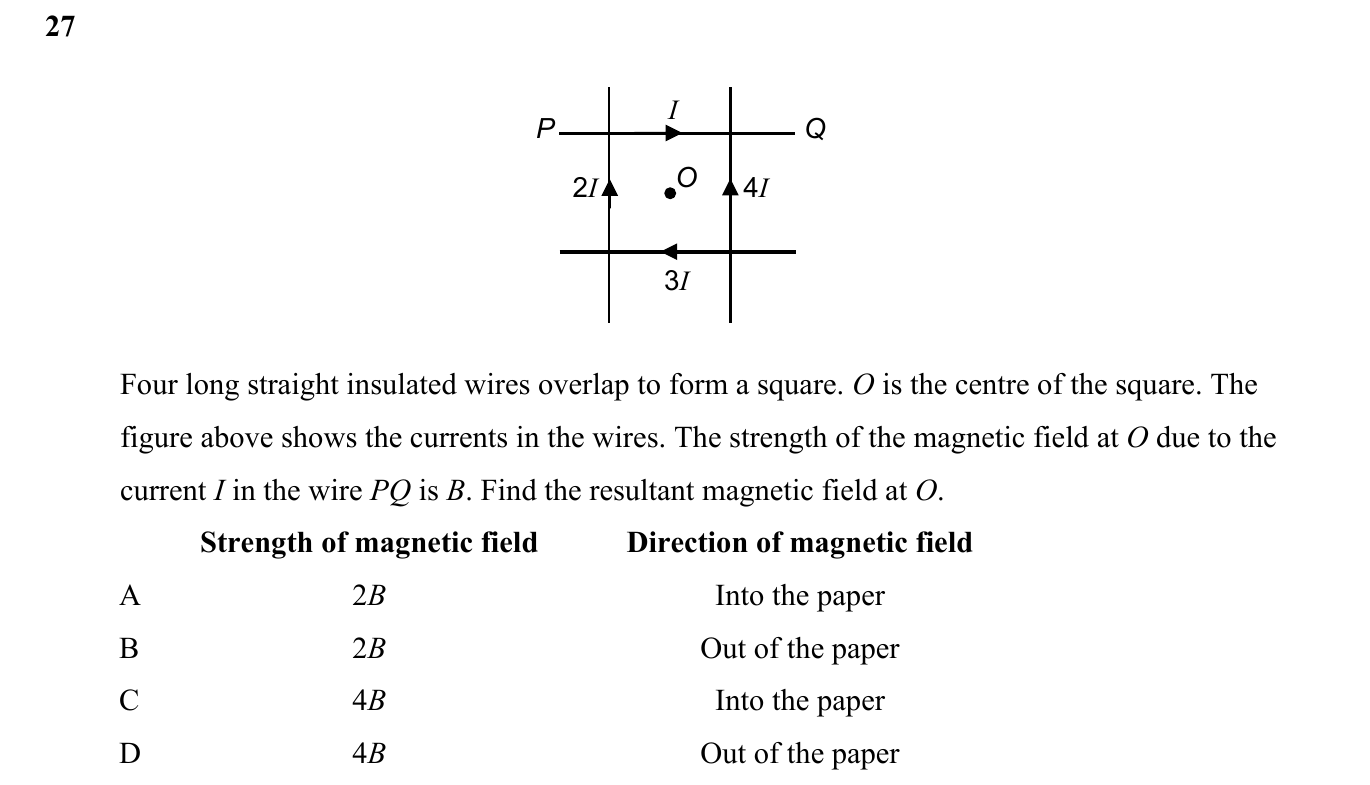 27
I
P
Q
2I
O
4I
3I
Four long straight insulated wires overlap to form a square. O is the centre of the square. The
figure above shows the currents in the wires. The strength of the magnetic field at O due to the
current I in the wire PQ is B. Find the resultant magnetic field at O.
Strength of magnetic field Direction of magnetic field
A 2B Into the paper
B 2B Out of the paper
C 4B Into the paper
D 4B Out of the paper